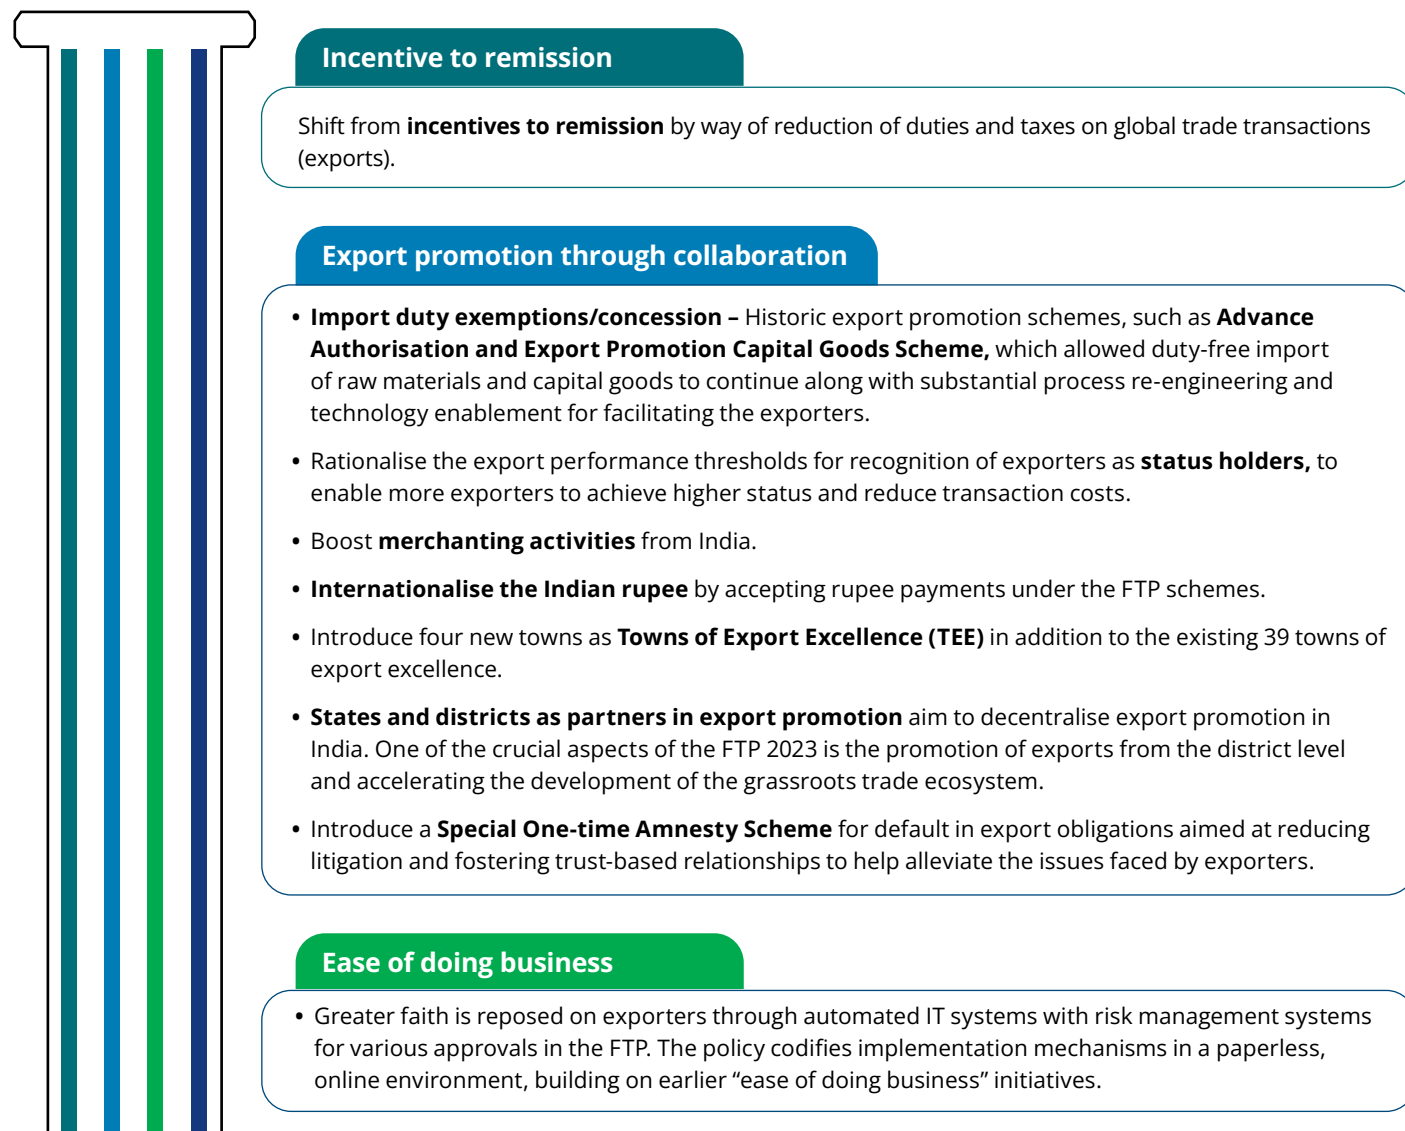 Incentive to remission
Shift from incentives to remission by way of reduction of duties and taxes on global trade transactions
(exports).
Export promotion through collaboration
• Import duty exemptions/concession – Historic export promotion schemes, such as Advance
Authorisation and Export Promotion Capital Goods Scheme, which allowed duty-free import
of raw materials and capital goods to continue along with substantial process re-engineering and
technology enablement for facilitating the exporters.
• Rationalise the export performance thresholds for recognition of exporters as status holders, to
enable more exporters to achieve higher status and reduce transaction costs.
• Boost merchanting activities from India.
• Internationalise the Indian rupee by accepting rupee payments under the FTP schemes.
• Introduce four new towns as Towns of Export Excellence (TEE) in addition to the existing 39 towns of
export excellence.
• States and districts as partners in export promotion aim to decentralise export promotion in
India. One of the crucial aspects of the FTP 2023 is the promotion of exports from the district level
and accelerating the development of the grassroots trade ecosystem.
• Introduce a Special One-time Amnesty Scheme for default in export obligations aimed at reducing
litigation and fostering trust-based relationships to help alleviate the issues faced by exporters.
Ease of doing business
• Greater faith is reposed on exporters through automated IT systems with risk management systems
for various approvals in the FTP. The policy codifies implementation mechanisms in a paperless,
online environment, building on earlier “ease of doing business” initiatives.